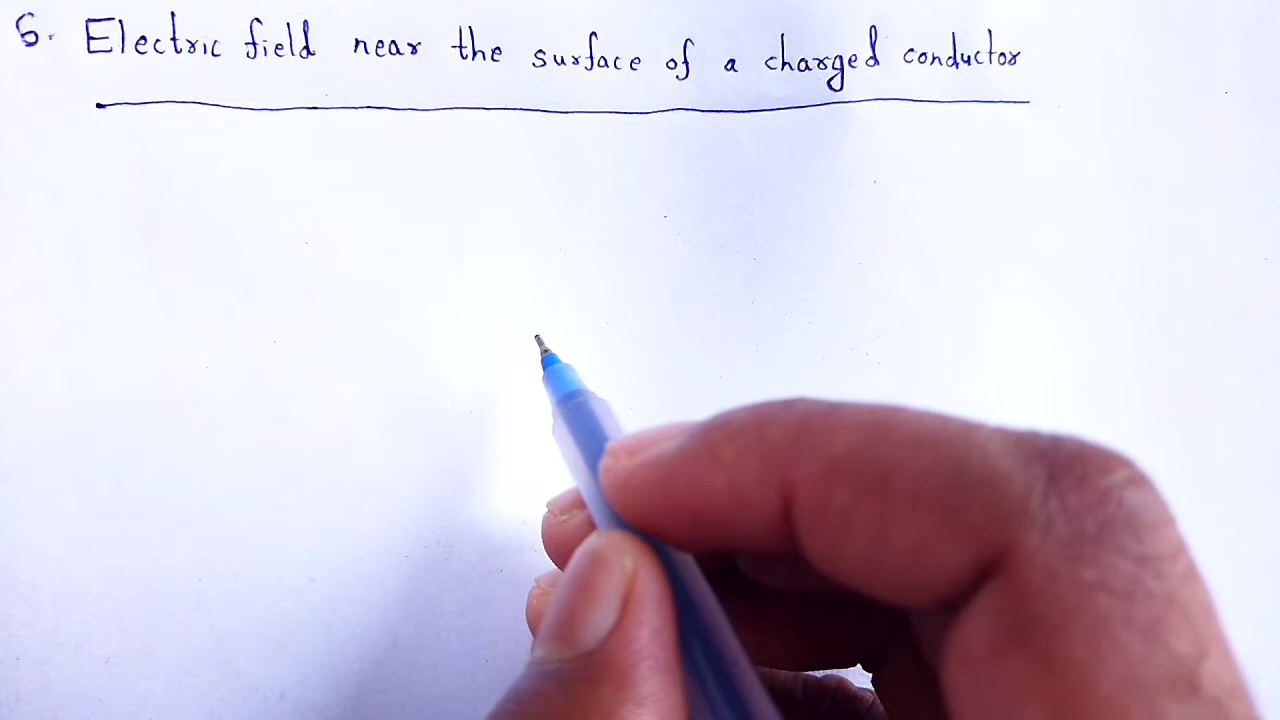 6. Electric field near the surface of a charged conductor